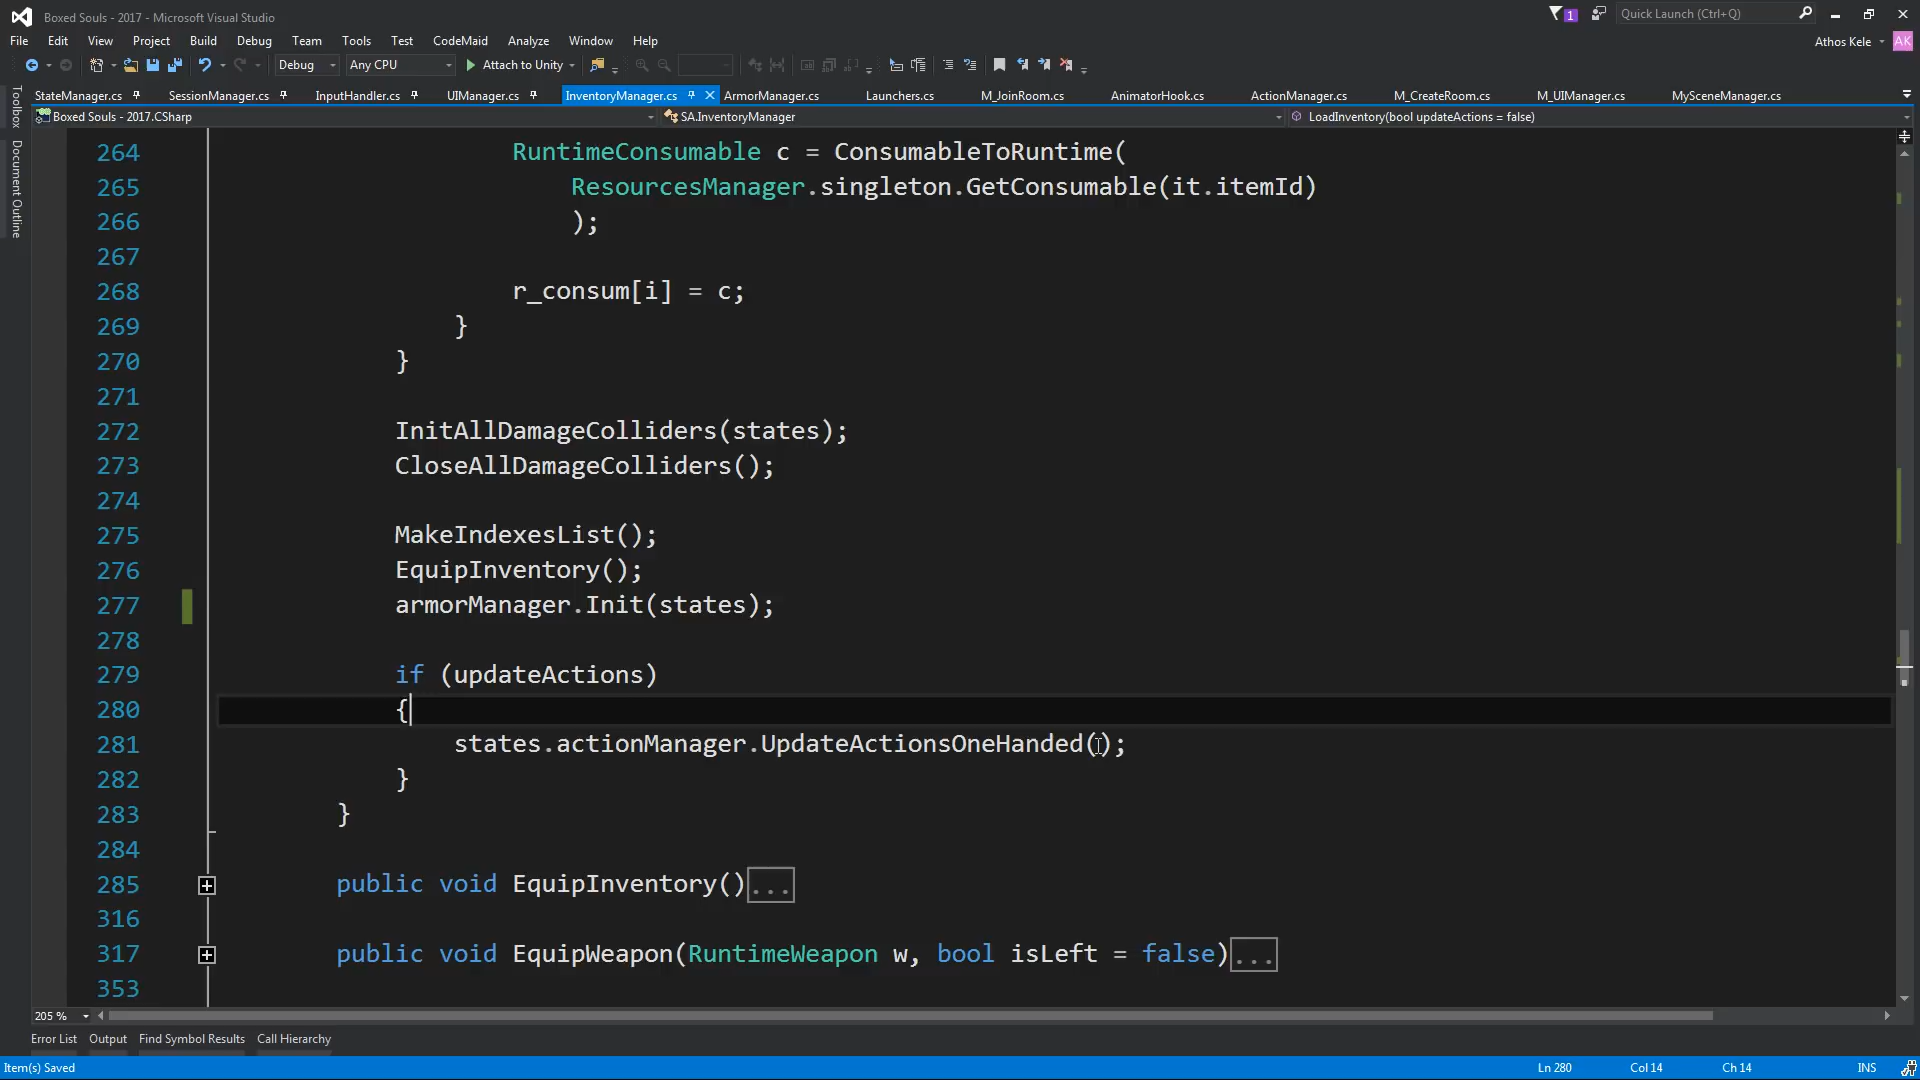 Boxed Souls - 2017 - Microsoft Visual Studio
1
Quick Launch (Ctrl+Q)
File Edit View Project Build Debug Team Tools Test CodeMaid Analyze Window Help
Athos Kele AK
Debug Any CPU Attach to Unity
StateManager.cs SessionManager.cs InputHandler.cs UIManager.cs InventoryManager.cs ArmorManager.cs Launchers.cs M_JoinRoom.cs AnimatorHook.cs ActionManager.cs M_CreateRoom.cs M_UIManager.cs MySceneManager.cs
Boxed Souls - 2017.CSharp SA.InventoryManager LoadInventory(bool updateActions = false)
Toolbox
Document Outline
264 RuntimeConsumable c = ConsumableToRuntime(
265 ResourcesManager.singleton.GetConsumable(it.itemId)
266 );
267
268 r_consum[i] = c;
269 }
270 }
271
272 InitAllDamageColliders(states);
273 CloseAllDamageColliders();
274
275 MakeIndexesList();
276 EquipInventory();
277 armorManager.Init(states);
278
279 if (updateActions)
280 {
281 states.actionManager.UpdateActionsOneHanded();
282 }
283 }
284
285 public void EquipInventory()...
316
317 public void EquipWeapon(RuntimeWeapon w, bool isLeft = false)...
353
205 %
Error List Output Find Symbol Results Call Hierarchy
Item(s) Saved Ln 280 Col 14 Ch 14 INS